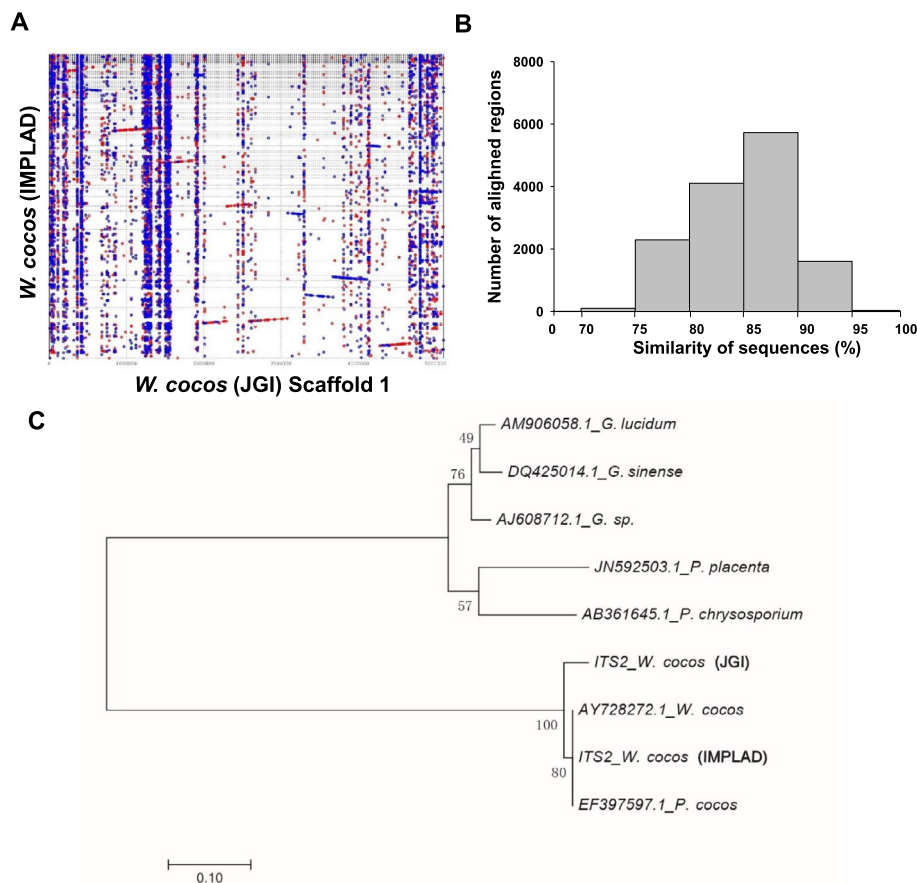 A
W. cocos (IMPLAD)
W. cocos (JGI) Scaffold 1
B
Number of alighned regions
8000
6000
4000
2000
0
0 70 75 80 85 90 95 100
Similarity of sequences (%)
C
AM906058.1_G. lucidum
49
DQ425014.1_G. sinense
76
AJ608712.1_G. sp.
JN592503.1_P. placenta
57
AB361645.1_P. chrysosporium
ITS2_W. cocos (JGI)
AY728272.1_W. cocos
100
ITS2_W. cocos (IMPLAD)
80
EF397597.1_P. cocos
0.10